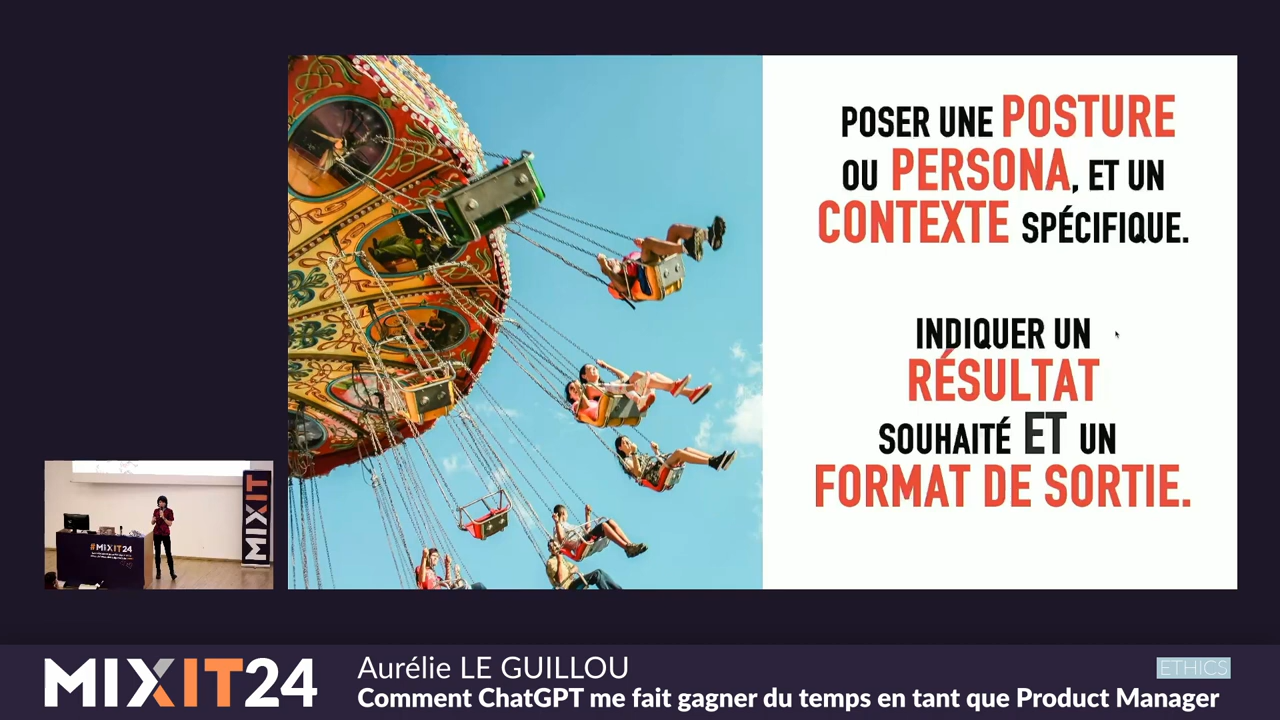 POSER UNE POSTURE
OU PERSONA, ET UN
CONTEXTE SPÉCIFIQUE.
INDIQUER UN
RÉSULTAT
SOUHAITÉ ET UN
FORMAT DE SORTIE.
MIXIT
#MIXIT24
MIXIT24
Aurélie LE GUILLOU
ETHICS
Comment ChatGPT me fait gagner du temps en tant que Product Manager